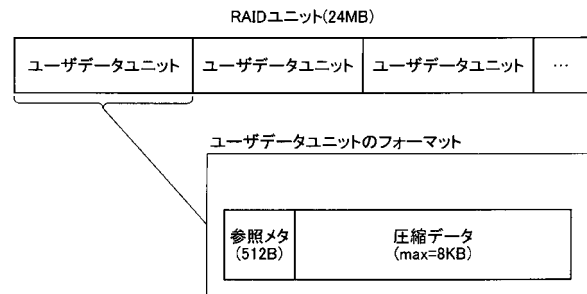 RAIDユニット(24MB)
ユーザデータユニット ユーザデータユニット ユーザデータユニット …
ユーザデータユニットのフォーマット
参照メタ 圧縮データ
(512B) (max=8KB)